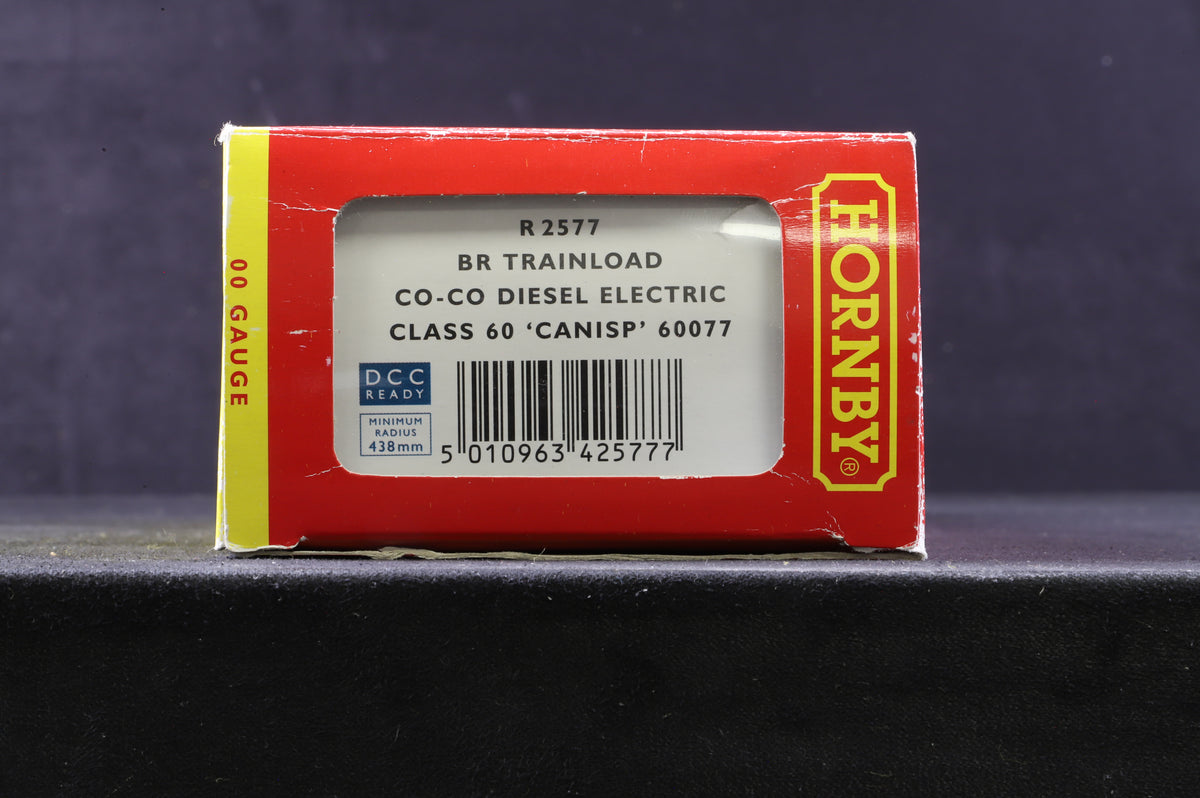 R2577
BR TRAINLOAD
CO-CO DIESEL ELECTRIC
CLASS 60 ‘CANISP’ 60077
DCC
READY
MINIMUM
RADIUS
438mm
5 010963 425777
00 GAUGE
HORNBY®